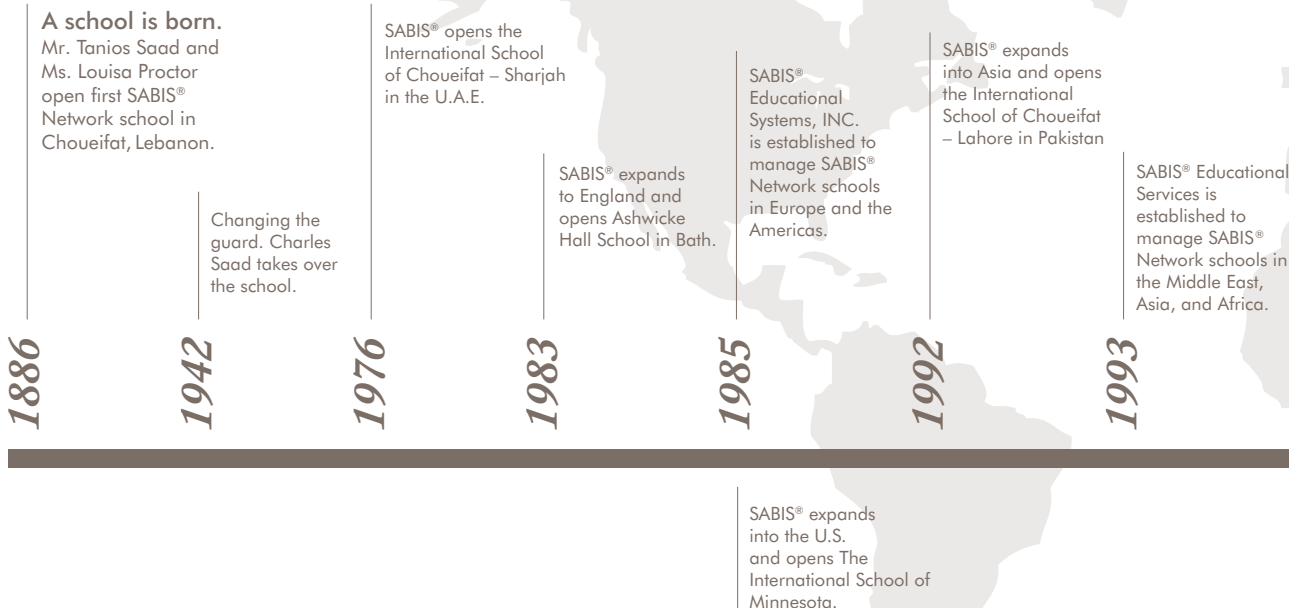 A school is born.
Mr. Tanios Saad and
Ms. Louisa Proctor
open first SABIS®
Network school in
Choueifat, Lebanon.
Changing the
guard. Charles
Saad takes over
the school.
SABIS® opens the
International School
of Choueifat – Sharjah
in the U.A.E.
SABIS® expands
to England and
opens Ashwicke
Hall School in Bath.
SABIS®
Educational
Systems, INC.
is established to
manage SABIS®
Network schools
in Europe and the
Americas.
SABIS® expands
into Asia and opens
the International
School of Choueifat
– Lahore in Pakistan
SABIS® Educational
Services is
established to
manage SABIS®
Network schools in
the Middle East,
Asia, and Africa.
1886
1942
1976
1983
1985
1992
1993
SABIS® expands
into the U.S.
and opens The
International School of
Minnesota.